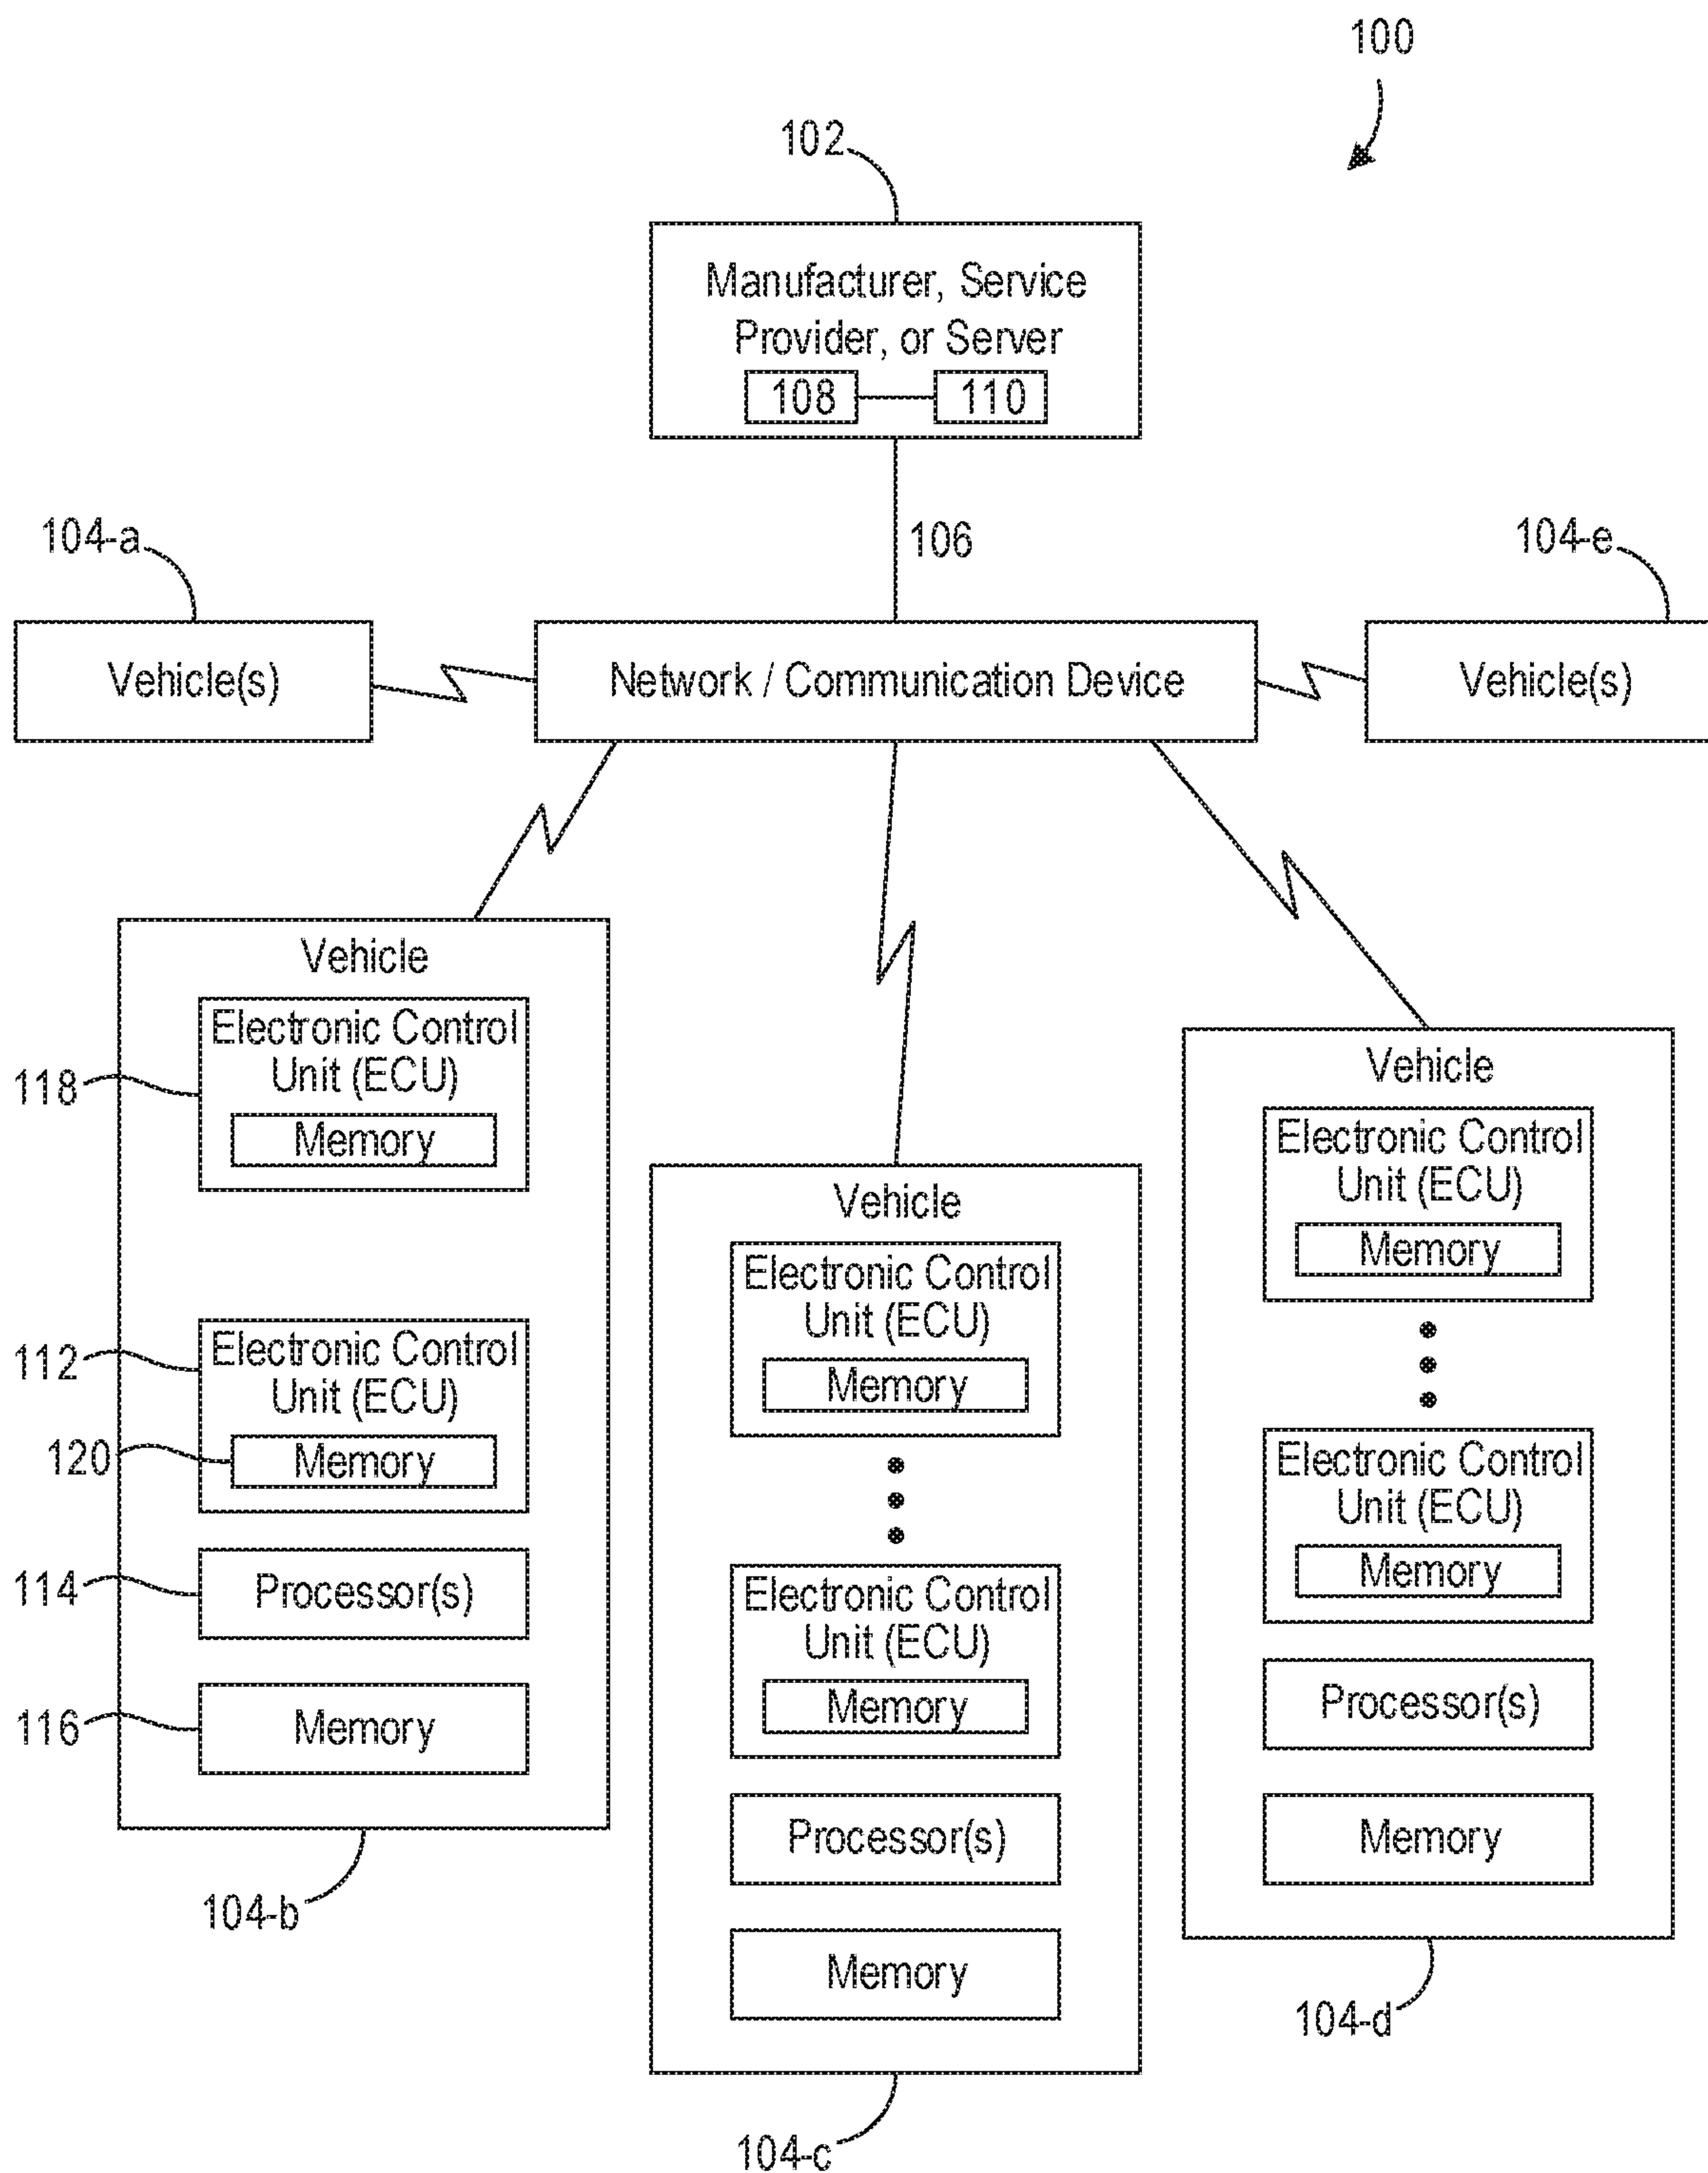 100
102
Manufacturer, Service
Provider, or Server
108
110
106
104-a
104-e
Vehicle(s)
Network / Communication Device
Vehicle(s)
Vehicle
Electronic Control
Unit (ECU)
Memory
118
Electronic Control
Unit (ECU)
Memory
112
120
Processor(s)
114
Memory
116
104-b
Vehicle
Electronic Control
Unit (ECU)
Memory
Electronic Control
Unit (ECU)
Memory
Processor(s)
Memory
104-c
Vehicle
Electronic Control
Unit (ECU)
Memory
Electronic Control
Unit (ECU)
Memory
Processor(s)
Memory
104-d